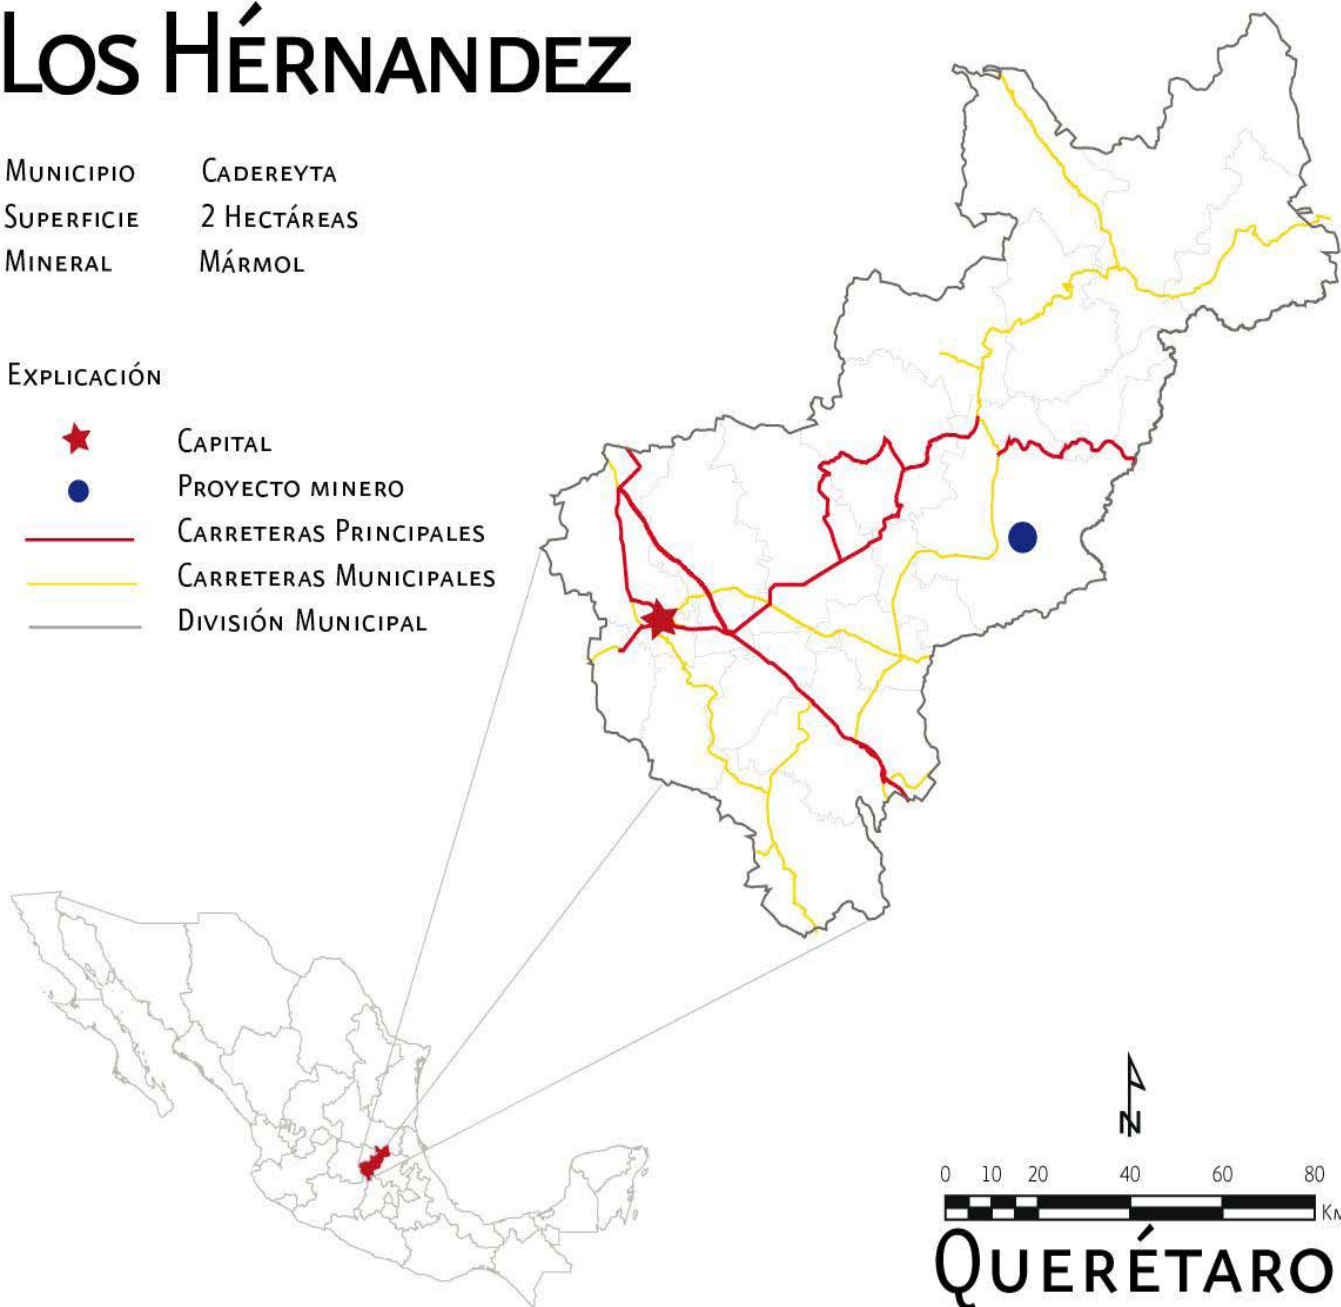 LOS HÉRNANDEZ
MUNICIPIO CADEREYTA
SUPERFICIE 2 HECTÁREAS
MINERAL MÁRMOL
EXPLICACIÓN
CAPITAL
PROYECTO MINERO
CARRETERAS PRINCIPALES
CARRETERAS MUNICIPALES
DIVISIÓN MUNICIPAL
N
0 10 20 40 60 80
KM
QUERÉTARO